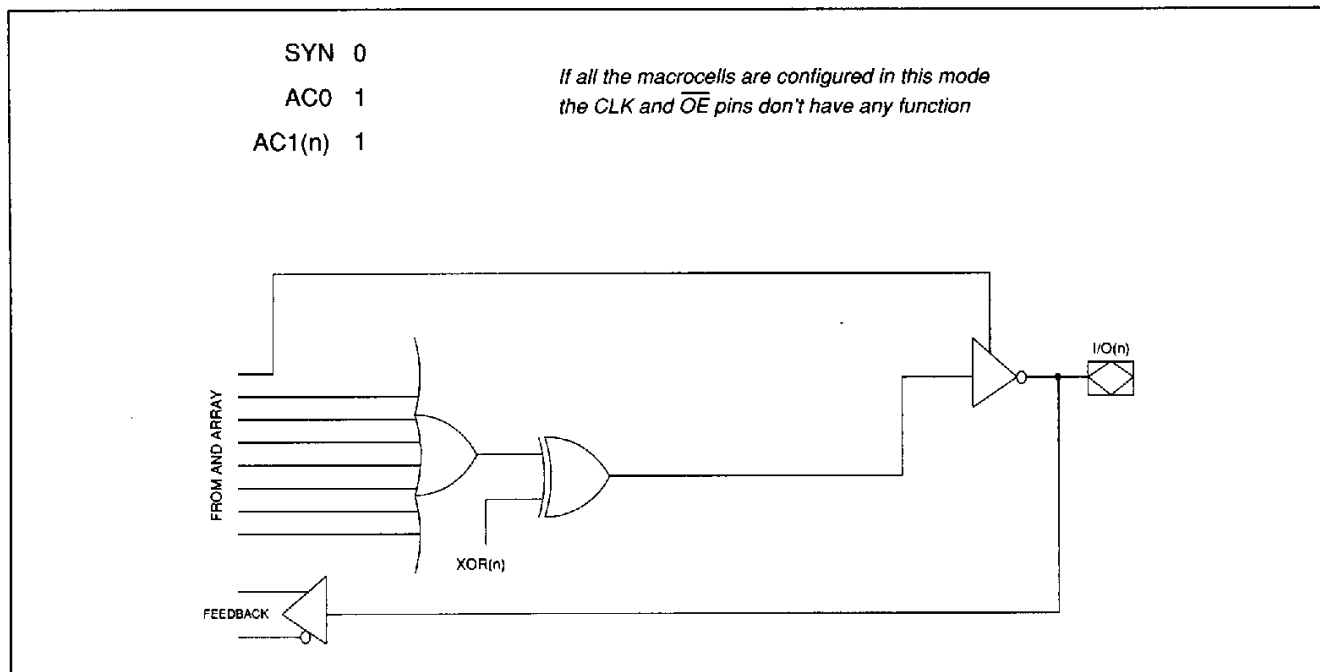 SYN 0
AC0 1
AC1(n) 1
If all the macrocells are configured in this mode
the CLK and O̅E̅ pins don't have any function
I/O(n)
FROM AND ARRAY
XOR(n)
FEEDBACK